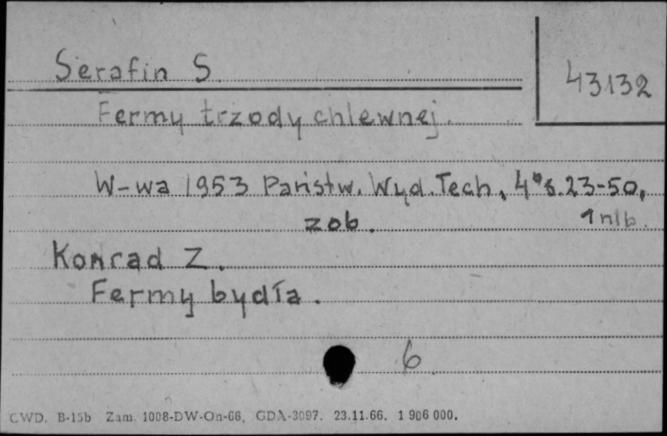 Serafin S.
43132
Fermy trzody chlewnej.
W-wa 1953 Państw. Wyd. Tech, 4° s. 23-50,
zob. 1 nlb.
Konrad Z.
Fermy bydła.
6
CWD. B-15b Zam. 1008-DW-On-66, GDA-3097. 23.11.66. 1 906 000.